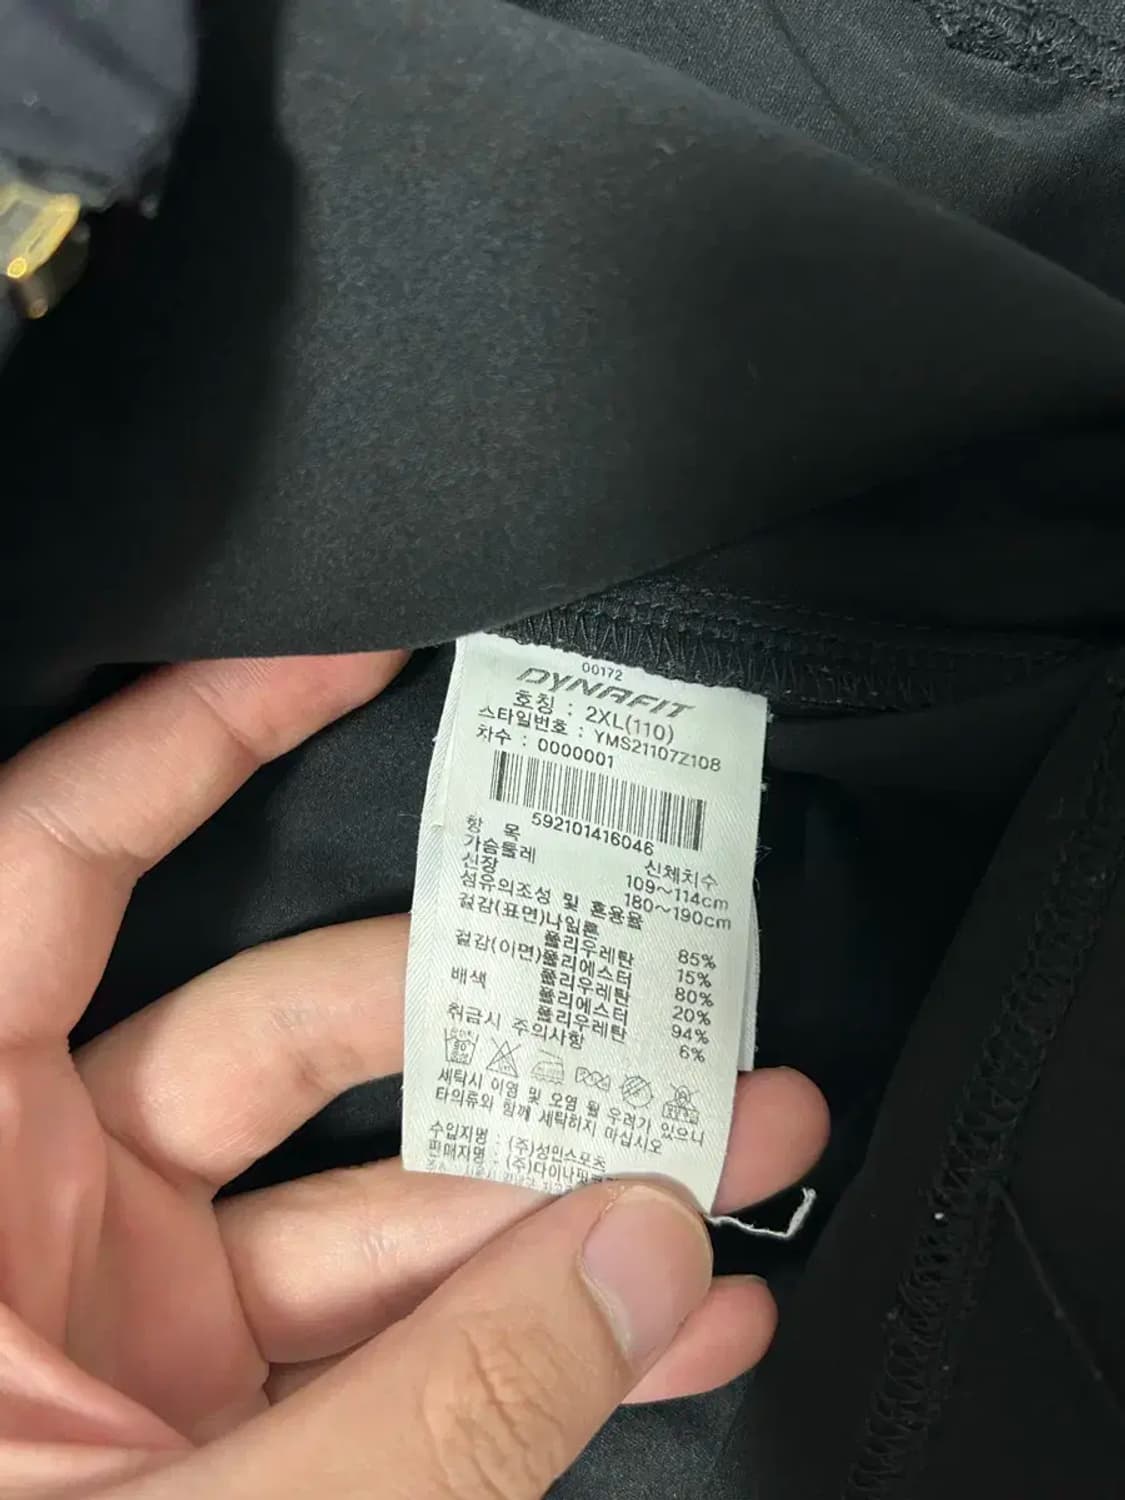 00172
DYNAFIT
호칭 : 2XL(110)
스타일번호 : YMS21107Z108
차수 : 0000001
592101416046
항 목 신체치수
가슴둘레 109~114cm
신장 180~190cm
섬유의조성 및 혼용율
겉감(표면)나일론 85%
폴리우레탄 15%
겉감(이면)폴리에스터 80%
폴리우레탄 20%
배색 폴리에스터 94%
폴리우레탄 6%
취급시 주의사항
세탁시 이염 및 오염 될 우려가 있으니
타의류와 함께 세탁하지 마십시오
수입자명 : (주)성민스포츠
판매자명 : (주)다이나핏코리아